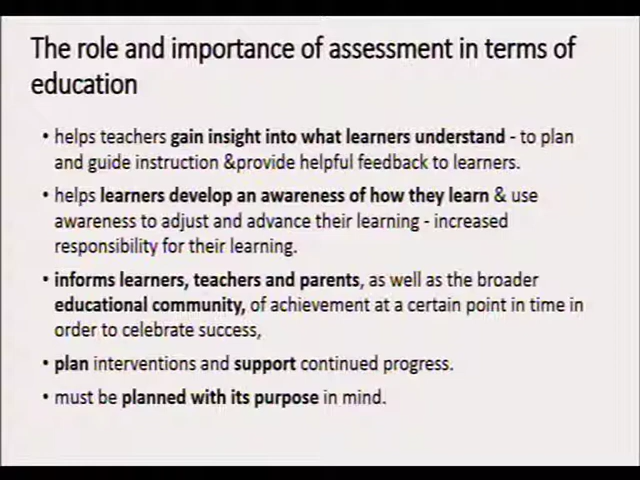 The role and importance of assessment in terms of
education
• helps teachers gain insight into what learners understand - to plan
and guide instruction &provide helpful feedback to learners.
• helps learners develop an awareness of how they learn & use
awareness to adjust and advance their learning - increased
responsibility for their learning.
• informs learners, teachers and parents, as well as the broader
educational community, of achievement at a certain point in time in
order to celebrate success,
• plan interventions and support continued progress.
• must be planned with its purpose in mind.